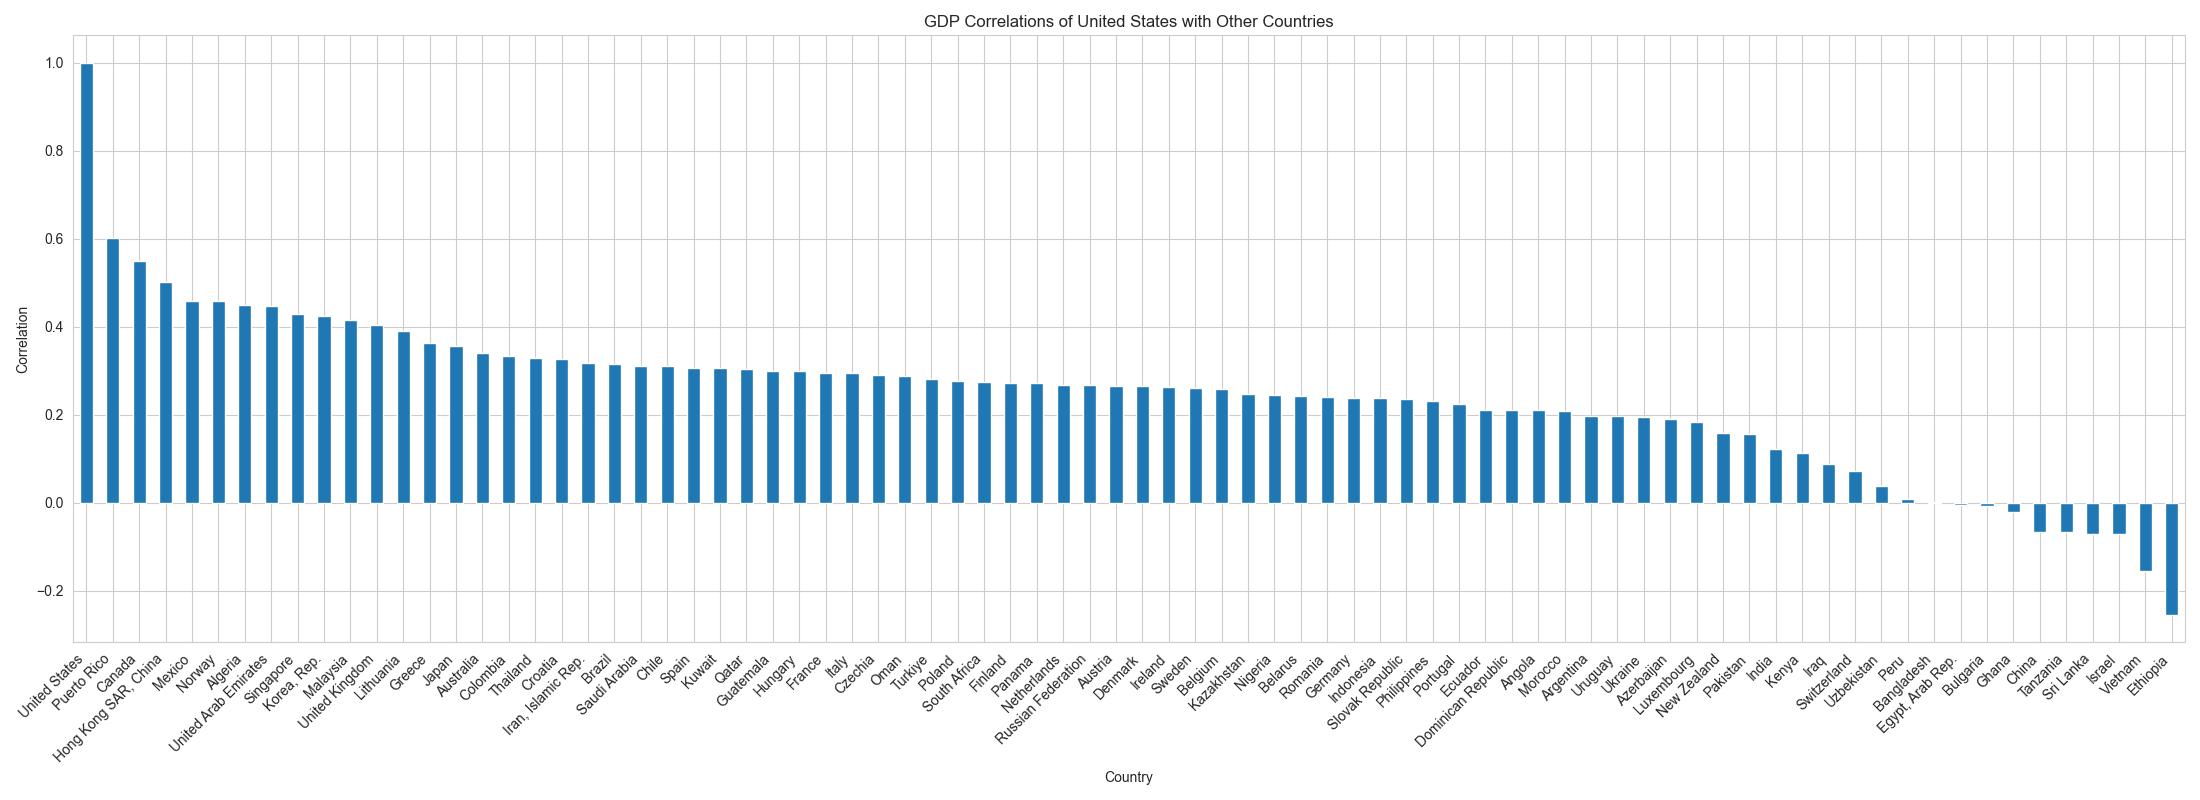 GDP Correlations of United States with Other Countries
1.0
0.8
0.6
0.4
0.2
0.0
−0.2
Correlation
United States
Puerto Rico
Canada
Hong Kong SAR, China
Mexico
Norway
Algeria
United Arab Emirates
Singapore
Korea, Rep.
Malaysia
United Kingdom
Lithuania
Greece
Japan
Australia
Colombia
Thailand
Croatia
Iran, Islamic Rep.
Brazil
Saudi Arabia
Chile
Spain
Kuwait
Qatar
Guatemala
Hungary
France
Italy
Czechia
Oman
Turkiye
Poland
South Africa
Finland
Panama
Netherlands
Russian Federation
Austria
Denmark
Ireland
Sweden
Belgium
Kazakhstan
Nigeria
Belarus
Romania
Germany
Indonesia
Slovak Republic
Philippines
Portugal
Ecuador
Dominican Republic
Angola
Morocco
Argentina
Uruguay
Ukraine
Azerbaijan
Luxembourg
New Zealand
Pakistan
India
Kenya
Iraq
Switzerland
Uzbekistan
Peru
Bangladesh
Egypt, Arab Rep.
Bulgaria
Ghana
China
Tanzania
Sri Lanka
Israel
Vietnam
Ethiopia
Country